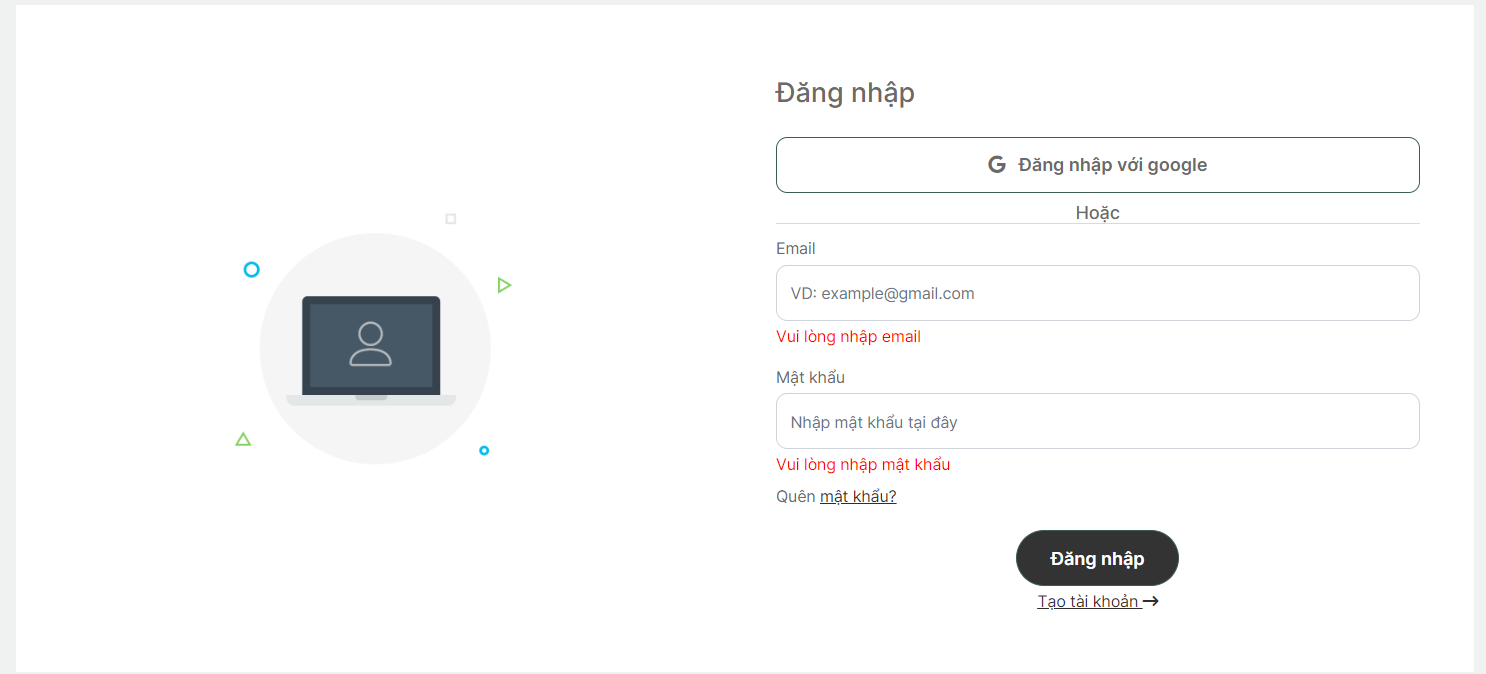 Đăng nhập
Đăng nhập với google
Hoặc
Email
VD: example@gmail.com
Vui lòng nhập email
Mật khẩu
Nhập mật khẩu tại đây
Vui lòng nhập mật khẩu
Quên mật khẩu?
Đăng nhập
Tạo tài khoản →